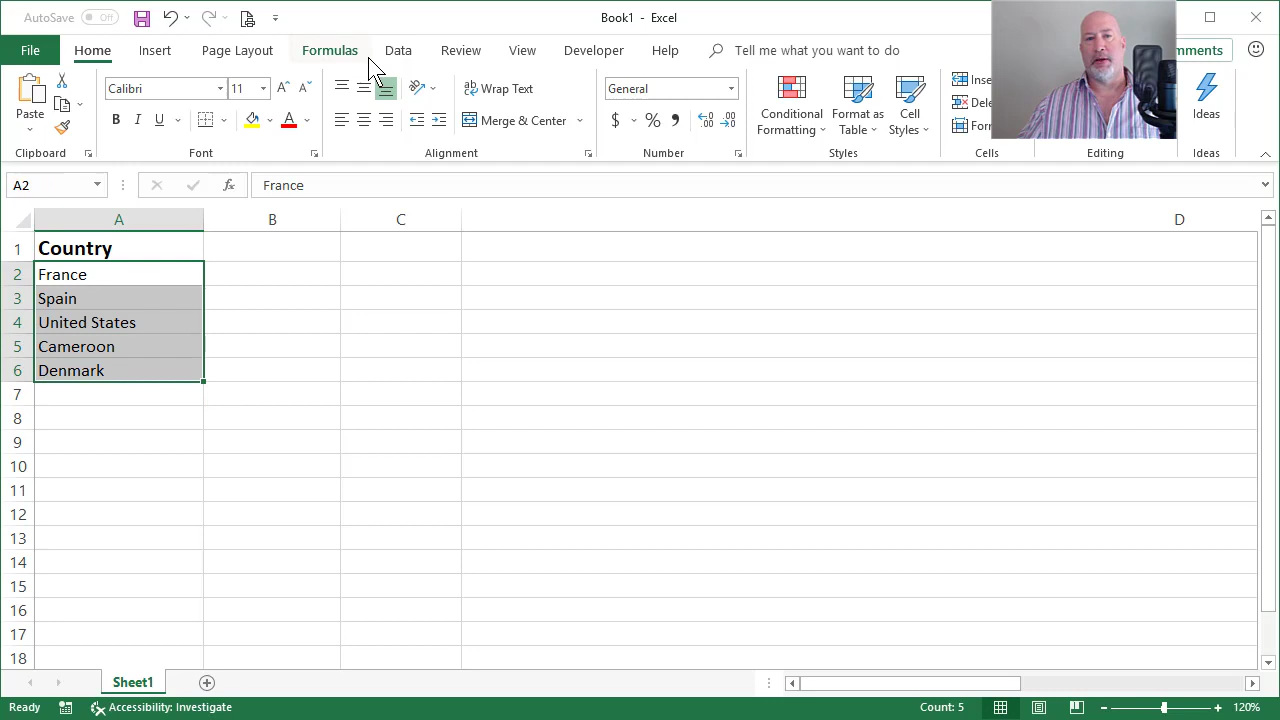 AutoSave Off Book1 - Excel
File Home Insert Page Layout Formulas Data Review View Developer Help Tell me what you want to do
Paste Calibri 11 Wrap Text General Conditional Formatting Format as Table Cell Styles Ideas
B I U A Merge & Center $ %
Clipboard Font Alignment Number Styles Cells Editing Ideas
A2 fx France
A B C D
1 Country
2 France
3 Spain
4 United States
5 Cameroon
6 Denmark
7
8
9
10
11
12
13
14
15
16
17
18
Sheet1
Ready Accessibility: Investigate Count: 5 120%